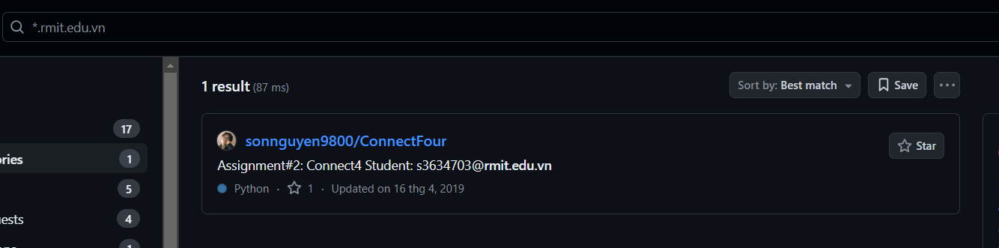 *.rmit.edu.vn
1 result (87 ms)
Sort by: Best match
Save
17
ories
1
sonnguyen9800/ConnectFour
Star
Assignment#2: Connect4 Student: s3634703@rmit.edu.vn
5
Python · 1 · Updated on 16 thg 4, 2019
uests
4
1